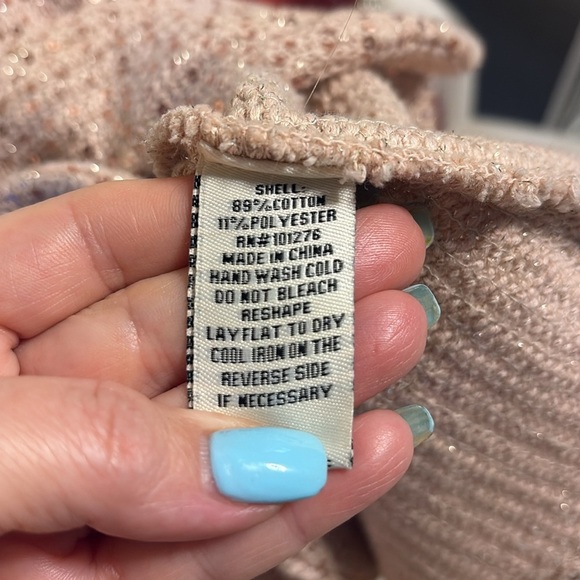 SHELL:
89%COTTON
11%POLYESTER
RN#101276
MADE IN CHINA
HAND WASH COLD
DO NOT BLEACH
RESHAPE
LAY FLAT TO DRY
COOL IRON ON THE
REVERSE SIDE
IF NECESSARY